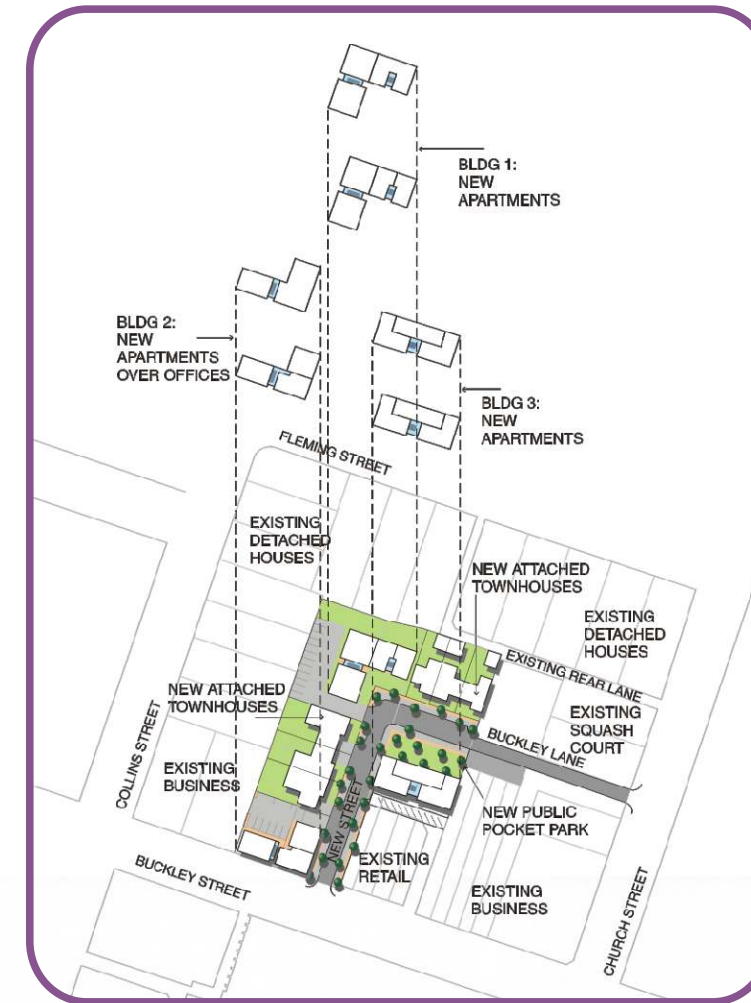 BLDG 1:
NEW
APARTMENTS
BLDG 2:
NEW
APARTMENTS
OVER OFFICES
BLDG 3:
NEW
APARTMENTS
FLEMING STREET
EXISTING
DETACHED
HOUSES
NEW ATTACHED
TOWNHOUSES
EXISTING
DETACHED
HOUSES
EXISTING REAR LANE
NEW ATTACHED
TOWNHOUSES
EXISTING
SQUASH
COURT
BUCKLEY LANE
COLLINS STREET
EXISTING
BUSINESS
NEW STREET
NEW PUBLIC
POCKET PARK
EXISTING
RETAIL
BUCKLEY STREET
EXISTING
BUSINESS
CHURCH STREET